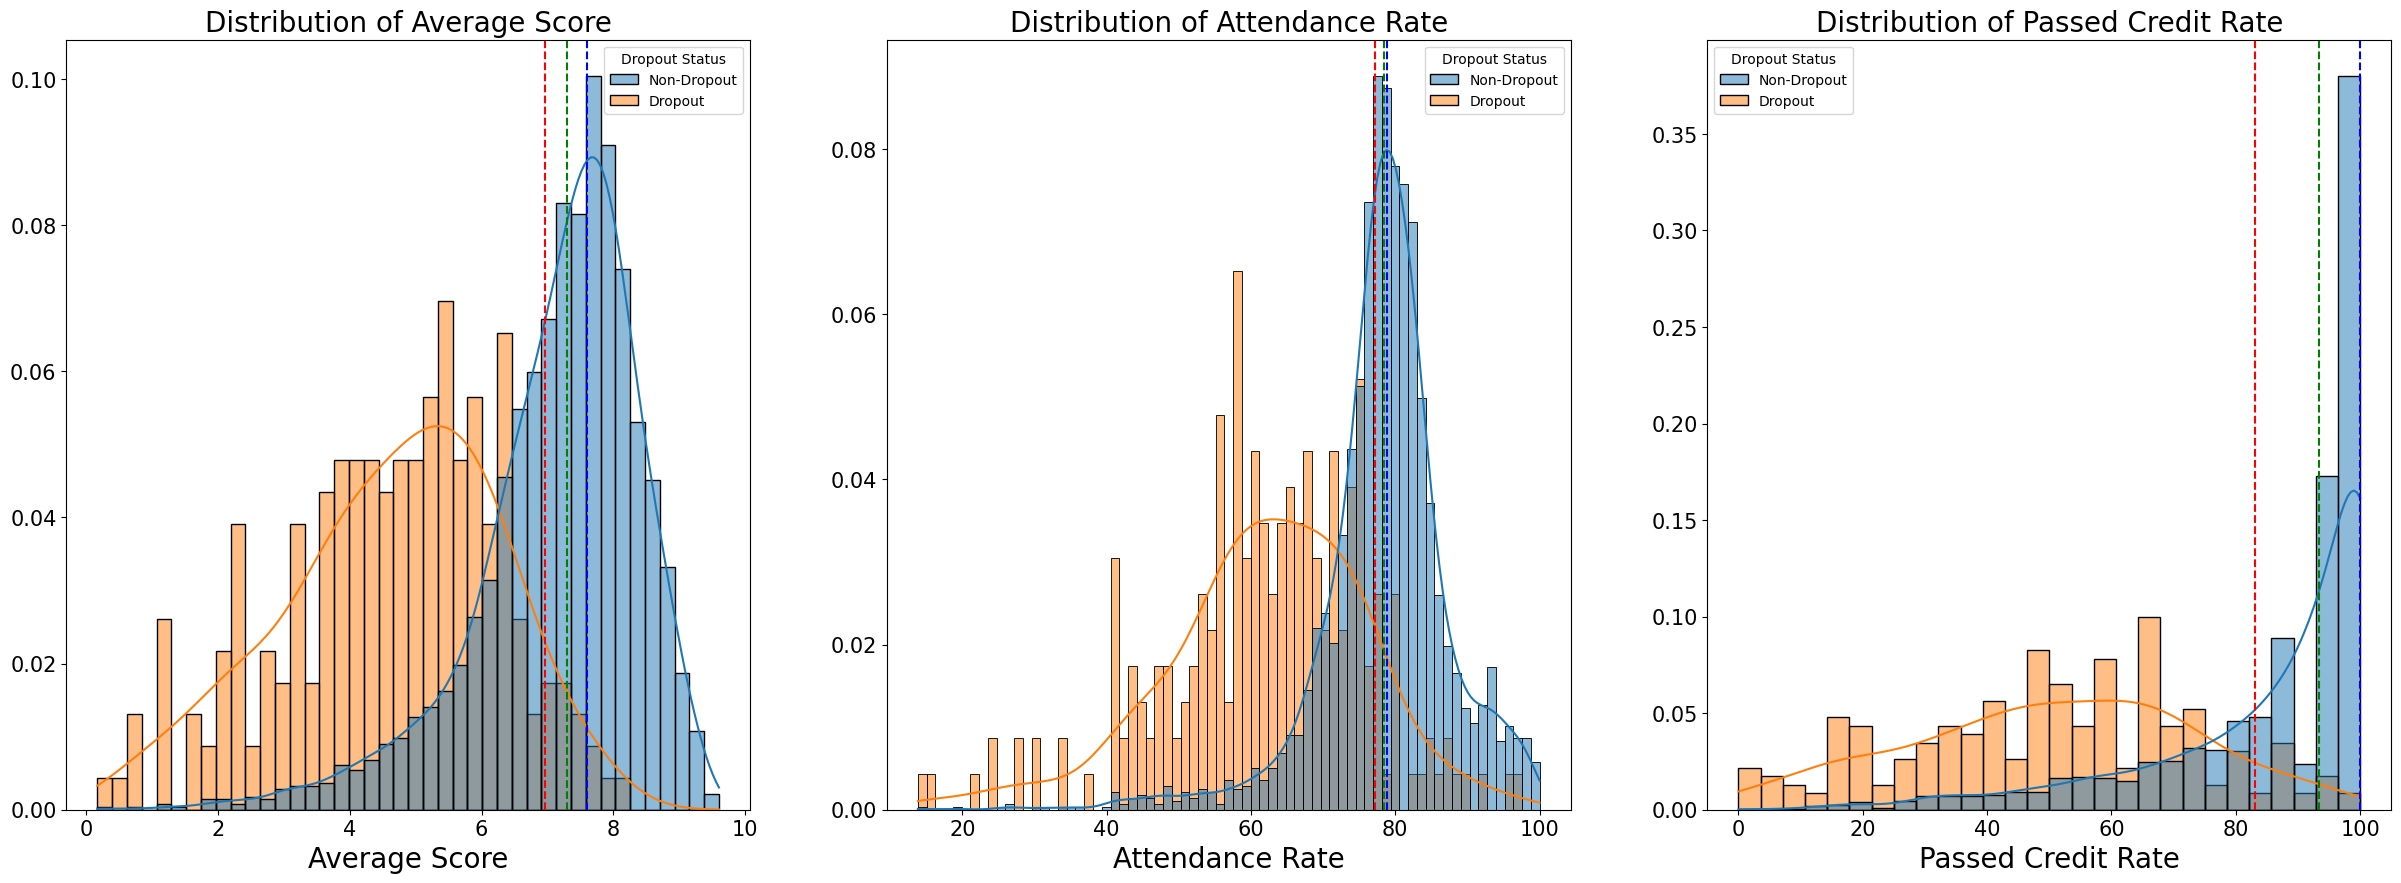 Distribution of Average Score
Dropout Status
Non-Dropout
Dropout
0.10
0.08
0.06
0.04
0.02
0.00
0 2 4 6 8 10
Average Score
Distribution of Attendance Rate
Dropout Status
Non-Dropout
Dropout
0.08
0.06
0.04
0.02
0.00
20 40 60 80 100
Attendance Rate
Distribution of Passed Credit Rate
Dropout Status
Non-Dropout
Dropout
0.35
0.30
0.25
0.20
0.15
0.10
0.05
0.00
0 20 40 60 80 100
Passed Credit Rate